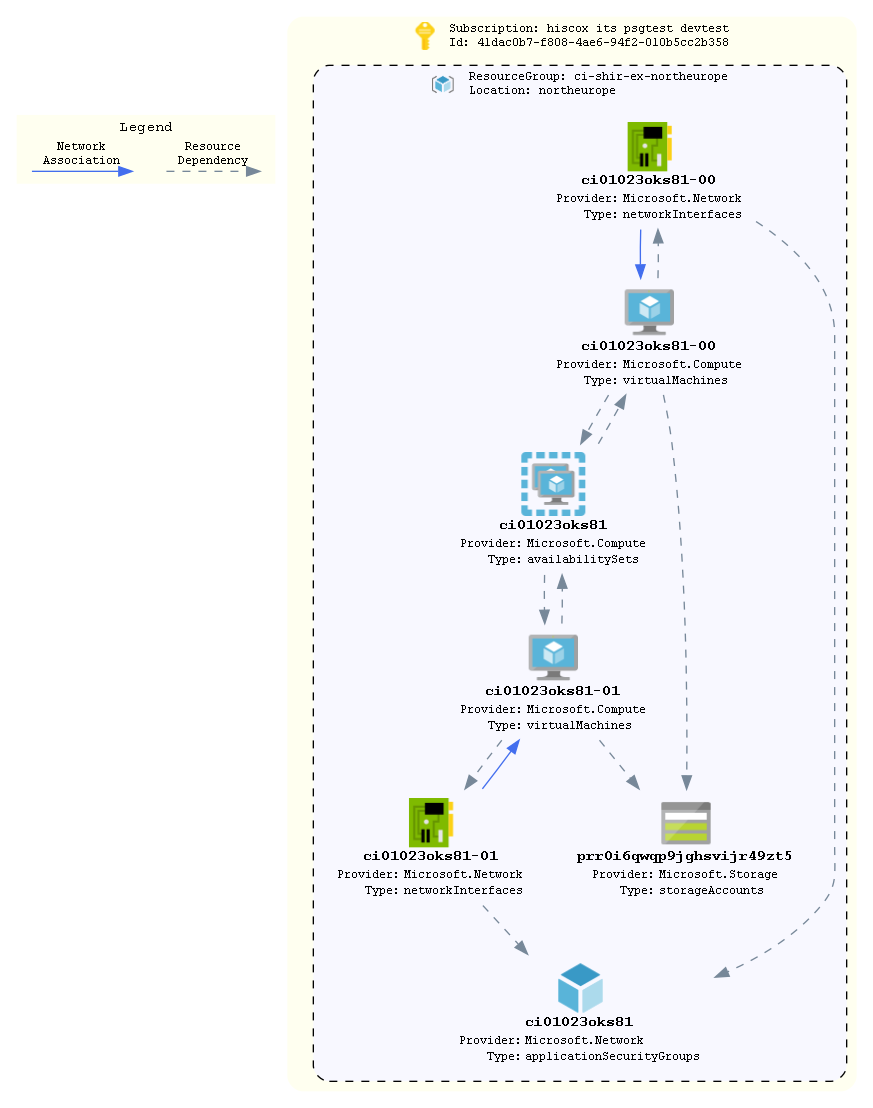 Subscription: hiscox its psgtest devtest
Id: 41dac0b7-f808-4ae6-94f2-010b5cc2b358
ResourceGroup: ci-shir-ex-northeurope
Location: northeurope
Legend
Network
Association
Resource
Dependency
ci01023oks81-00
Provider: Microsoft.Network
Type: networkInterfaces
ci01023oks81-00
Provider: Microsoft.Compute
Type: virtualMachines
ci01023oks81
Provider: Microsoft.Compute
Type: availabilitySets
ci01023oks81-01
Provider: Microsoft.Compute
Type: virtualMachines
ci01023oks81-01
Provider: Microsoft.Network
Type: networkInterfaces
prr0i6qwqp9jghsvijr49zt5
Provider: Microsoft.Storage
Type: storageAccounts
ci01023oks81
Provider: Microsoft.Network
Type: applicationSecurityGroups